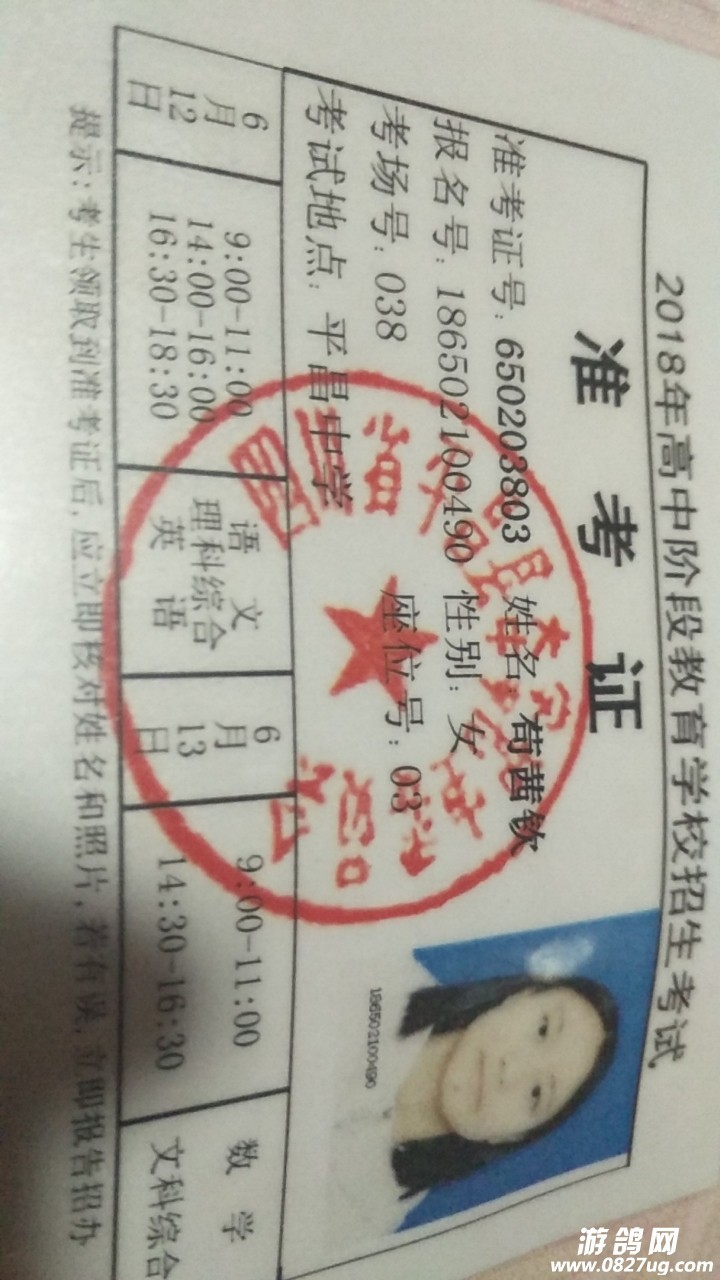 2018年高中阶段教育学校招生考试
准考证
准考证号:650203803 姓名:苟茜钦
报名号:186502100490 性别:女
考场号:038 座位号:03
考试地点:平昌中学
186502100490
6月12日
9:00-11:00 语文
14:00-16:00 理科综合
16:30-18:30 英语
6月13日
9:00-11:00 数学
14:30-16:30 文科综合
提示:考生领取到准考证后,应立即核对姓名和照片,若有误,立即报告招办
游鸽网
www.0827ug.com